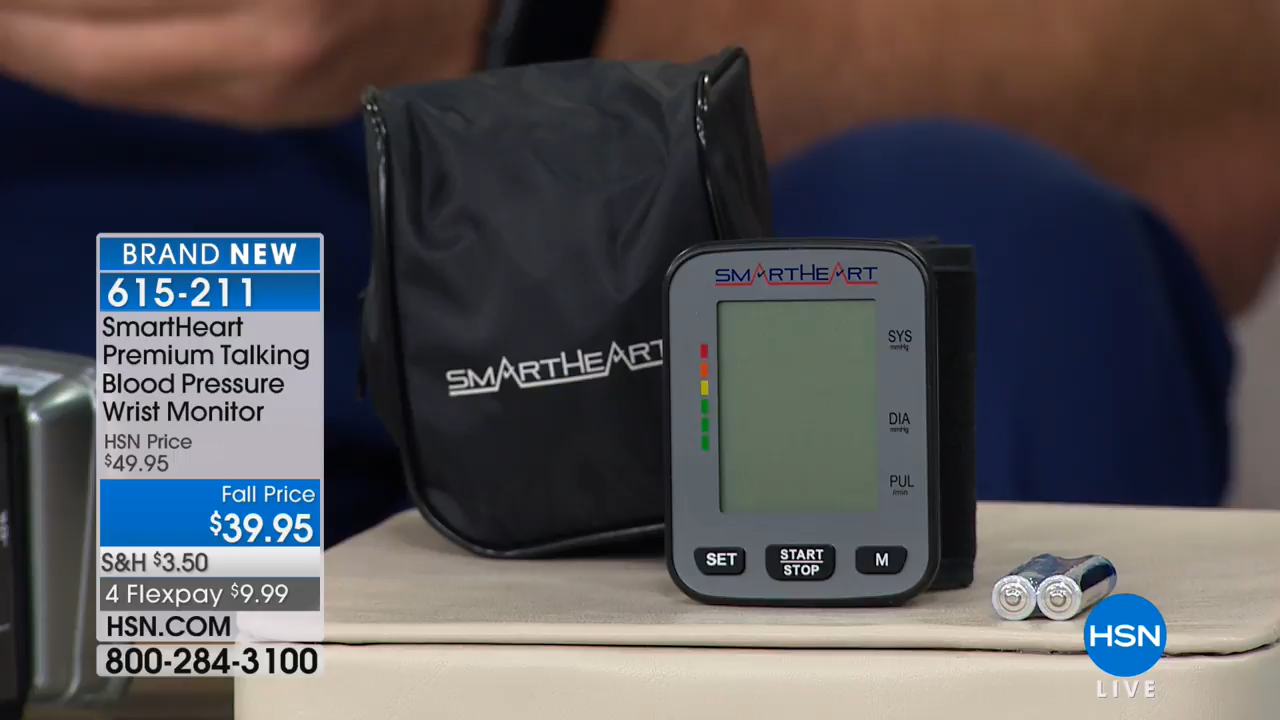 BRAND NEW
615-211
SmartHeart
Premium Talking
Blood Pressure
Wrist Monitor
HSN Price
$49.95
Fall Price
$39.95
S&H $3.50
4 Flexpay $9.99
HSN.COM
800-284-3100
SMARTHEART
SMARTHEART
SYS
mmHg
DIA
mmHg
PUL
/min
SET
START
STOP
M
HSN
LIVE